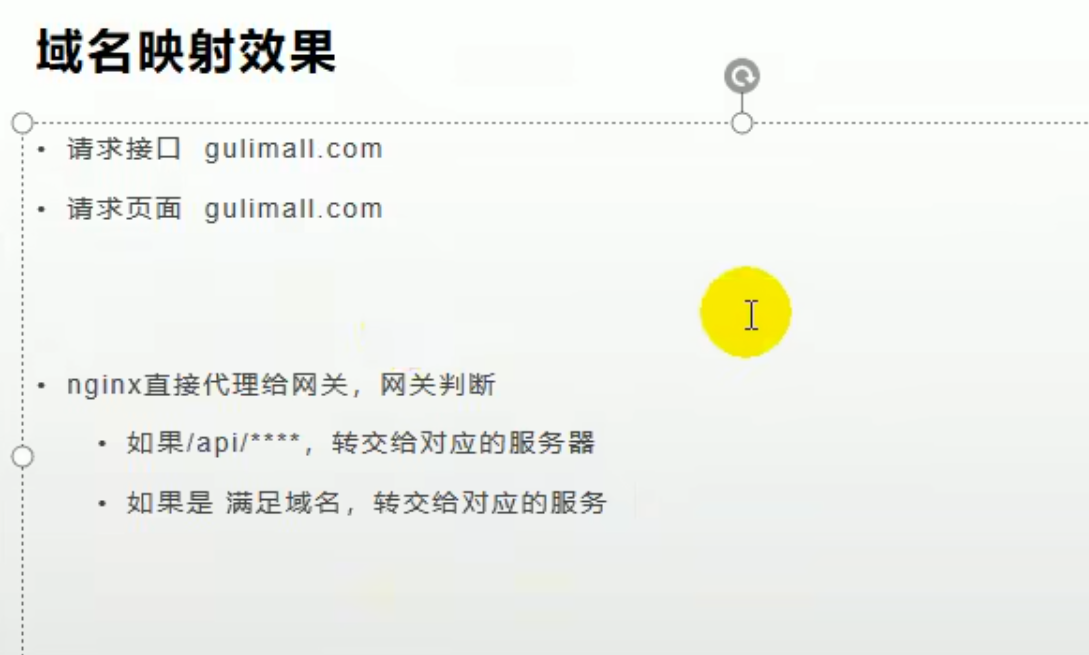 域名映射效果
• 请求接口 gulimall.com
• 请求页面 gulimall.com
• nginx直接代理给网关，网关判断
• 如果/api/****，转交给对应的服务器
• 如果是 满足域名，转交给对应的服务